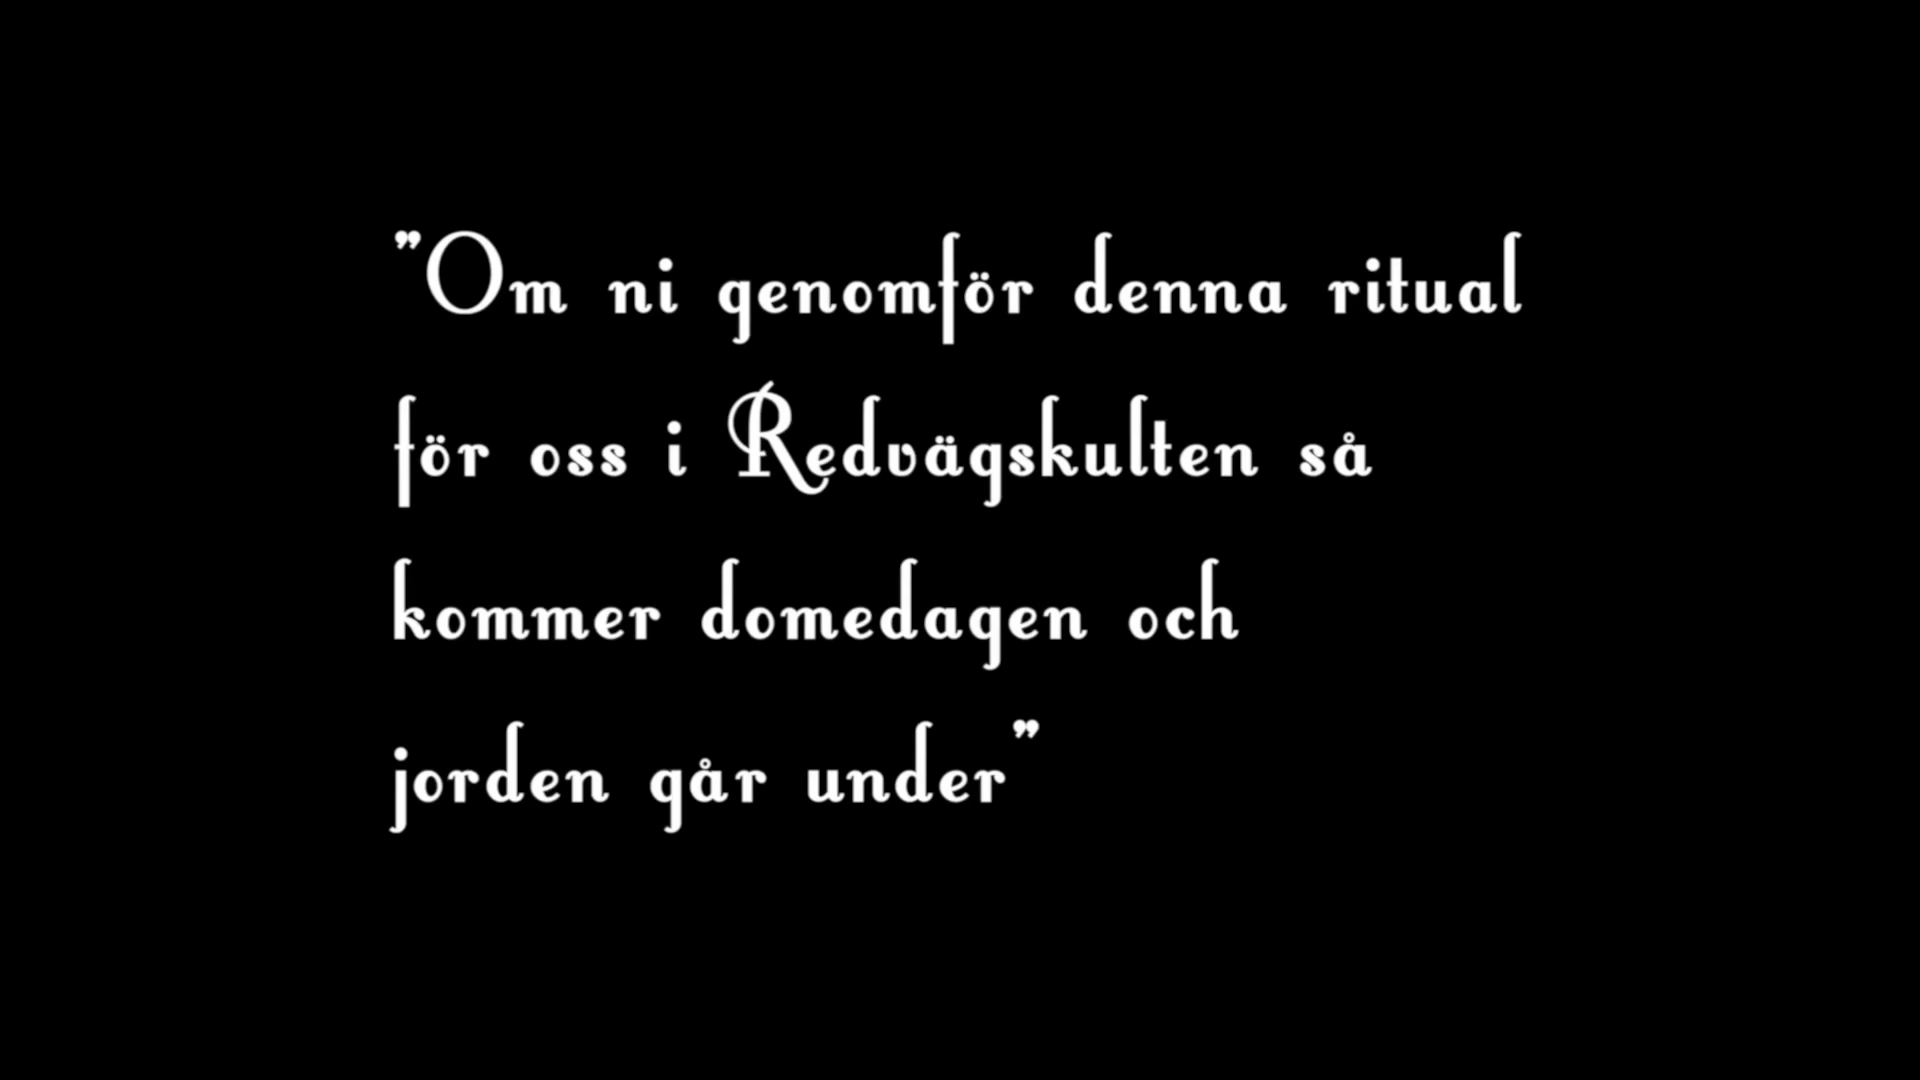 ”Om ni genomför denna ritual
för oss i Redvägskulten så
kommer domedagen och
jorden går under”